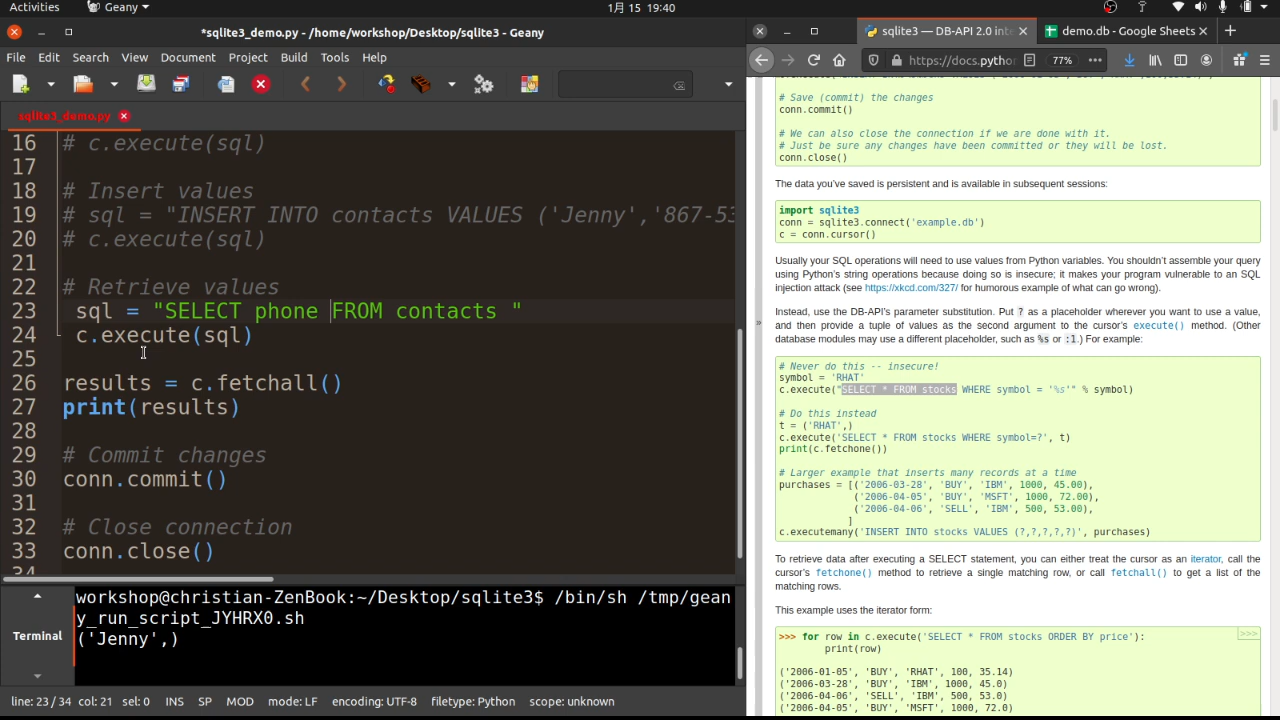 Activities
Geany
1月 15 19:40
*sqlite3_demo.py - /home/workshop/Desktop/sqlite3 - Geany
File Edit Search View Document Project Build Tools Help
sqlite3_demo.py
16 # c.execute(sql)
17
18 # Insert values
19 # sql = "INSERT INTO contacts VALUES ('Jenny','867-53
20 # c.execute(sql)
21
22 # Retrieve values
23 sql = "SELECT phone FROM contacts "
24 c.execute(sql)
25
26 results = c.fetchall()
27 print(results)
28
29 # Commit changes
30 conn.commit()
31
32 # Close connection
33 conn.close()
34
Terminal
workshop@christian-ZenBook:~/Desktop/sqlite3$ /bin/sh /tmp/gean
y_run_script_JYHRX0.sh
('Jenny',)
line: 23 / 34 col: 21 sel: 0 INS SP MOD mode: LF encoding: UTF-8 filetype: Python scope: unknown
sqlite3 — DB-API 2.0 inte
demo.db - Google Sheets
https://docs.python
77%
# Save (commit) the changes
conn.commit()
# We can also close the connection if we are done with it.
# Just be sure any changes have been committed or they will be lost.
conn.close()
The data you've saved is persistent and is available in subsequent sessions:
import sqlite3
conn = sqlite3.connect('example.db')
c = conn.cursor()
Usually your SQL operations will need to use values from Python variables. You shouldn't assemble your query
using Python's string operations because doing so is insecure; it makes your program vulnerable to an SQL
injection attack (see https://xkcd.com/327/ for humorous example of what can go wrong).
Instead, use the DB-API's parameter substitution. Put ? as a placeholder wherever you want to use a value,
and then provide a tuple of values as the second argument to the cursor's execute() method. (Other
database modules may use a different placeholder, such as %s or :1.) For example:
# Never do this -- insecure!
symbol = 'RHAT'
c.execute("SELECT * FROM stocks WHERE symbol = '%s'" % symbol)
# Do this instead
t = ('RHAT',)
c.execute('SELECT * FROM stocks WHERE symbol=?', t)
print(c.fetchone())
# Larger example that inserts many records at a time
purchases = [('2006-03-28', 'BUY', 'IBM', 1000, 45.00),
('2006-04-05', 'BUY', 'MSFT', 1000, 72.00),
('2006-04-06', 'SELL', 'IBM', 500, 53.00),
]
c.executemany('INSERT INTO stocks VALUES (?,?,?,?,?)', purchases)
To retrieve data after executing a SELECT statement, you can either treat the cursor as an iterator, call the
cursor's fetchone() method to retrieve a single matching row, or call fetchall() to get a list of the
matching rows.
This example uses the iterator form:
>>> for row in c.execute('SELECT * FROM stocks ORDER BY price'):
print(row)
>>>
('2006-01-05', 'BUY', 'RHAT', 100, 35.14)
('2006-03-28', 'BUY', 'IBM', 1000, 45.0)
('2006-04-06', 'SELL', 'IBM', 500, 53.0)
('2006-04-05', 'BUY', 'MSFT', 1000, 72.0)